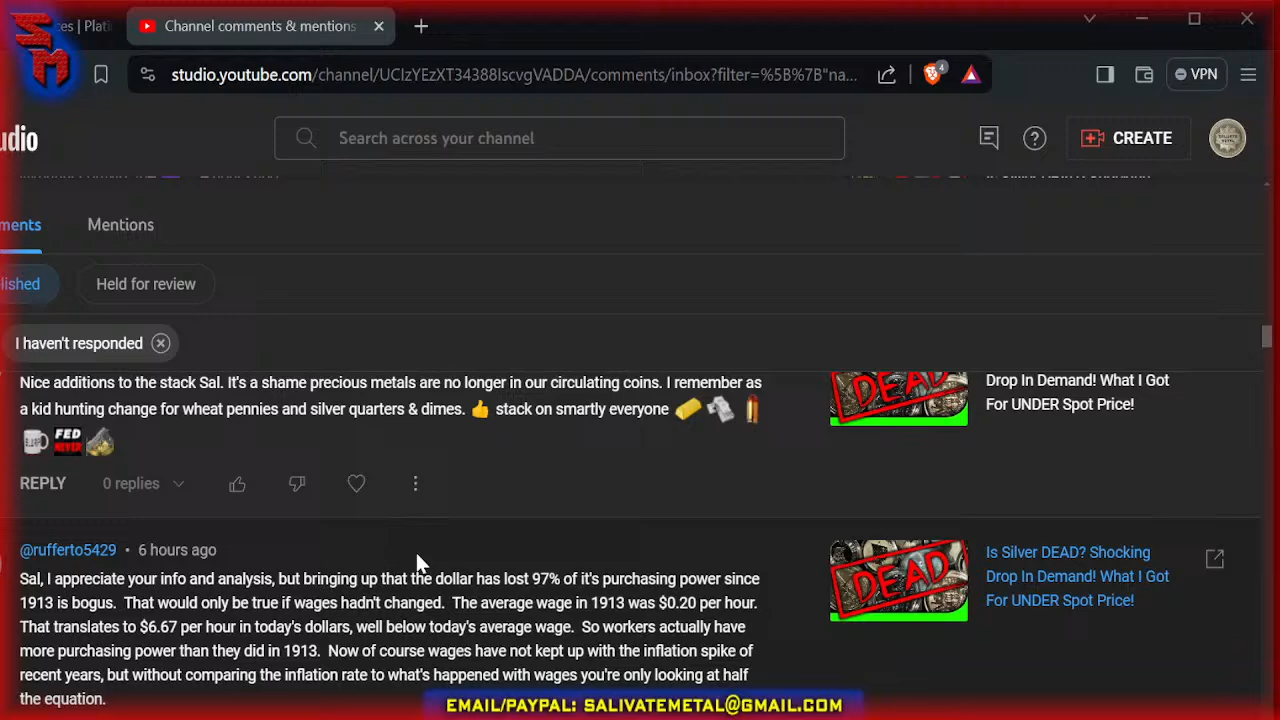 SM
ces | Plati
Channel comments & mentions
studio.youtube.com/channel/UCIzYEzXT34388IscvgVADDA/comments/inbox?filter=%5B%7B"na...
4
VPN
udio
Search across your channel
CREATE
ments
Mentions
lished
Held for review
I haven't responded
Nice additions to the stack Sal. It's a shame precious metals are no longer in our circulating coins. I remember as
a kid hunting change for wheat pennies and silver quarters & dimes. 👍 stack on smartly everyone
FED
NEVER
DEAD
Drop In Demand! What I Got
For UNDER Spot Price!
REPLY
0 replies
@rufferto5429 • 6 hours ago
Sal, I appreciate your info and analysis, but bringing up that the dollar has lost 97% of it's purchasing power since
1913 is bogus. That would only be true if wages hadn't changed. The average wage in 1913 was $0.20 per hour.
That translates to $6.67 per hour in today's dollars, well below today's average wage. So workers actually have
more purchasing power than they did in 1913. Now of course wages have not kept up with the inflation spike of
recent years, but without comparing the inflation rate to what's happened with wages you're only looking at half
the equation.
DEAD
Is Silver DEAD? Shocking
Drop In Demand! What I Got
For UNDER Spot Price!
EMAIL/PAYPAL: SALIVATEMETAL@GMAIL.COM